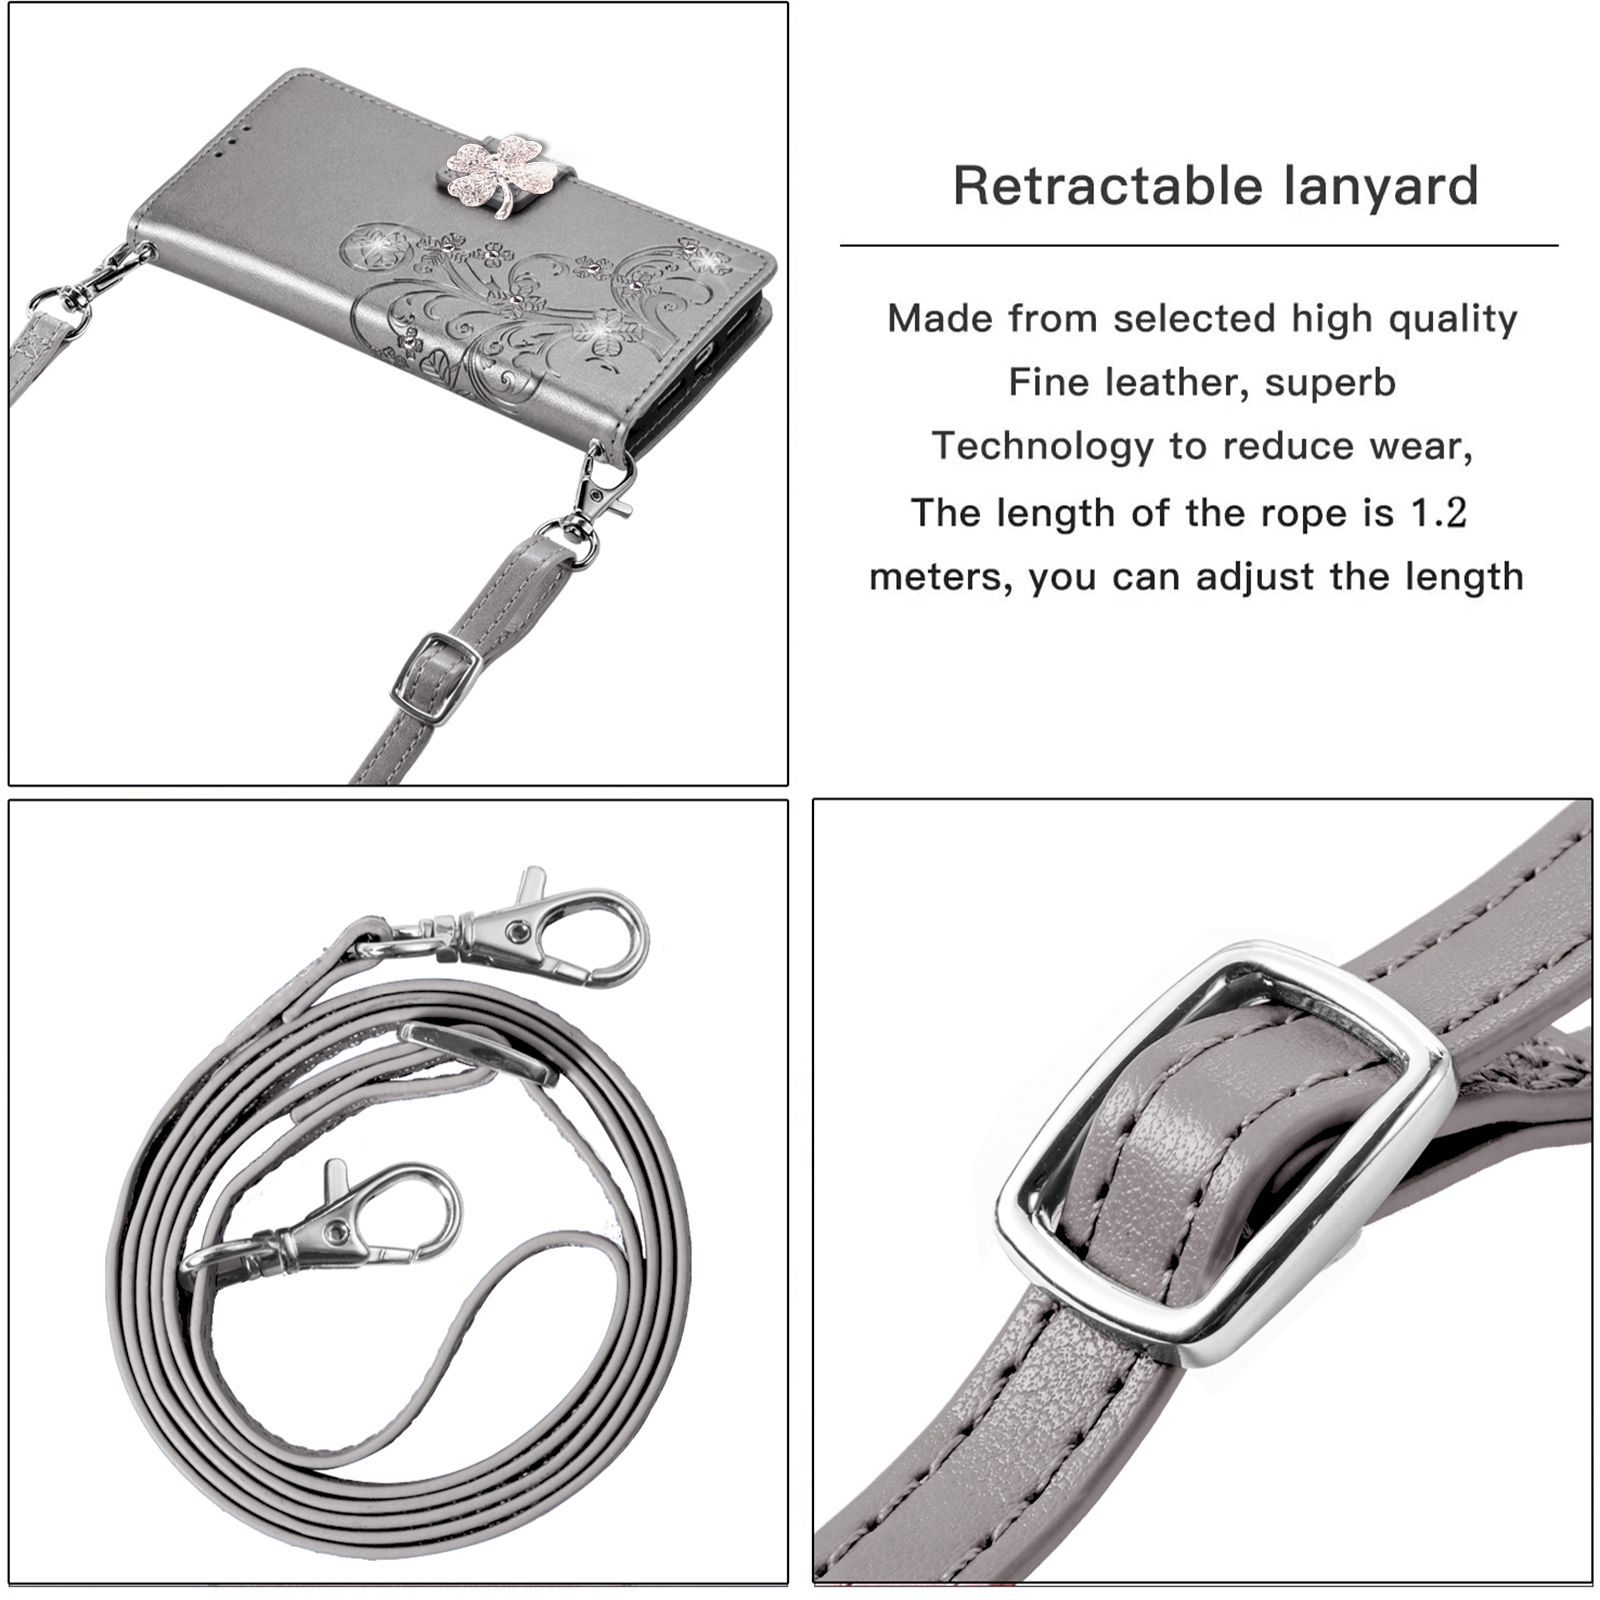 Retractable lanyard
Made from selected high quality
Fine leather, superb
Technology to reduce wear,
The length of the rope is 1.2
meters, you can adjust the length